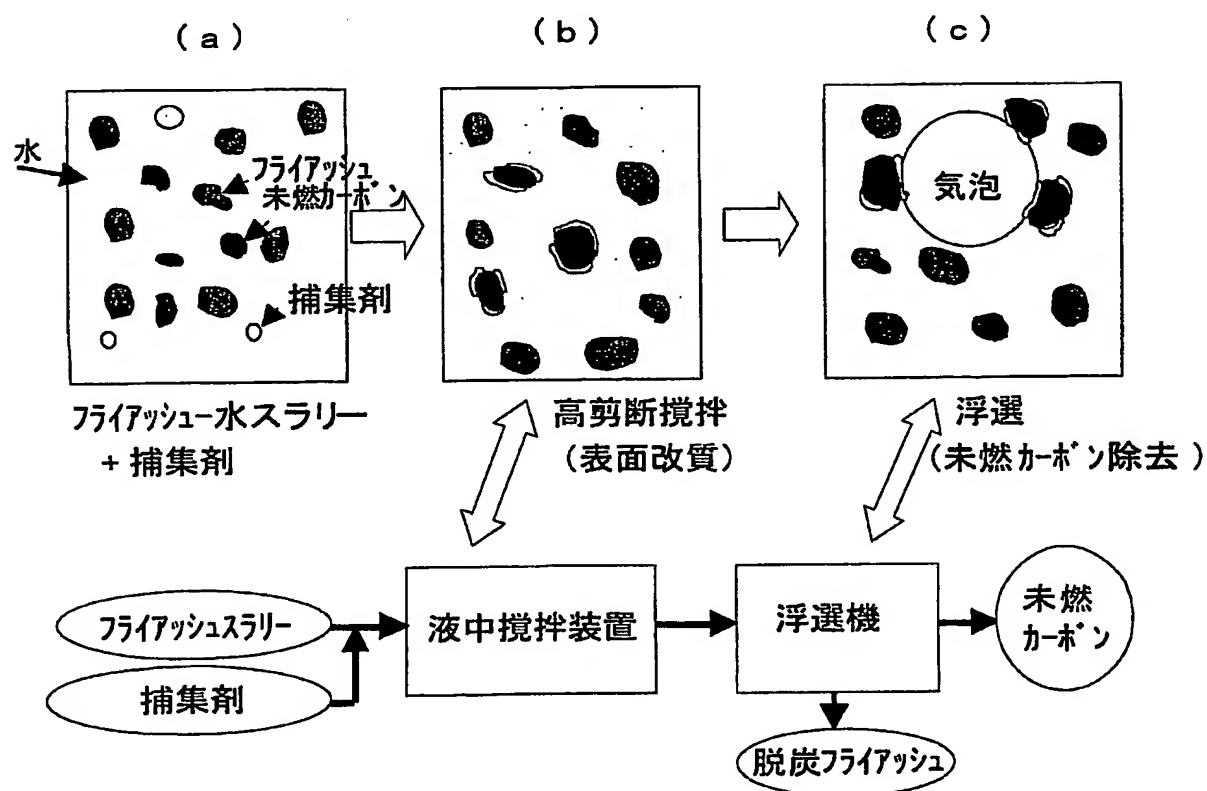 (a)
(b)
(c)
水
フライアッシュ
未燃カーボン
捕集剤
気泡
フライアッシュー水スラリー
+ 捕集剤
高剪断攪拌
(表面改質)
浮選
(未燃カーボン除去)
フライアッシュスラリー
捕集剤
液中攪拌装置
浮選機
未燃
カーボン
脱炭フライアッシュ